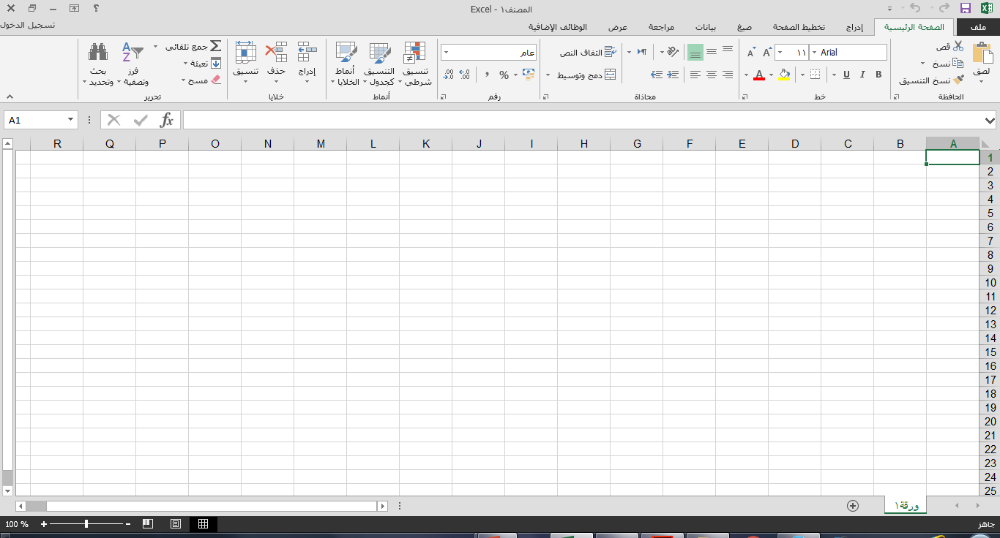 المصنف١ - Excel
?
تسجيل الدخول
ملف
الصفحة الرئيسية
إدراج
تخطيط الصفحة
صيغ
بيانات
مراجعة
عرض
الوظائف الإضافية
لصق
قص
نسخ
نسخ التنسيق
الحافظة
Arial
١١
A A
B I U A
خط
التفاف النص
دمج وتوسيط
محاذاة
عام
% , .00 .0
رقم
تنسيق شرطي
التنسيق كجدول
أنماط الخلايا
أنماط
إدراج
حذف
تنسيق
خلايا
جمع تلقائي
تعبئة
مسح
فرز وتصفية
بحث وتحديد
تحرير
A1
fx
A B C D E F G H I J K L M N O P Q R
1
2
3
4
5
6
7
8
9
10
11
12
13
14
15
16
17
18
19
20
21
22
23
24
25
ورقة١
جاهز
100 %